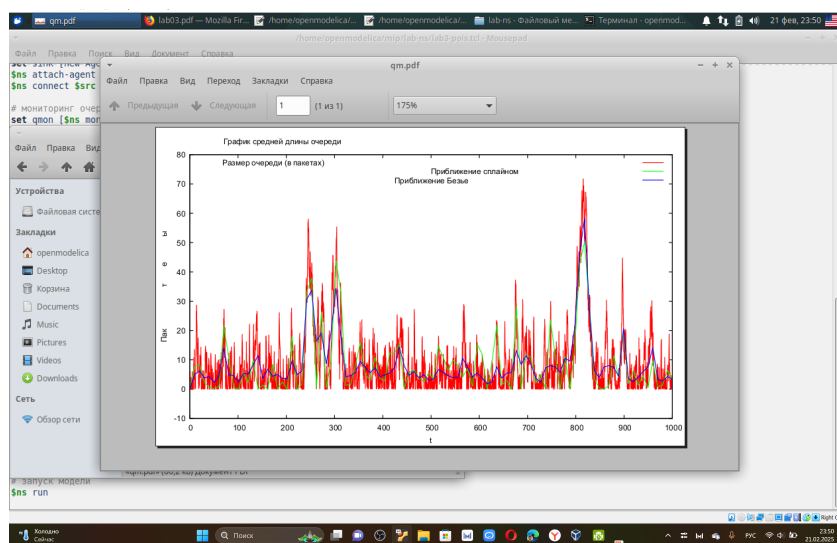 qm.pdf
lab03.pdf — Mozilla Fir...
/home/openmodelica/...
/home/openmodelica/...
lab-ns - Файловый ме...
Терминал - openmod...
21 фев, 23:50
/home/openmodelica/mip/lab-ns/lab3-pois.tcl - Mousepad
Файл Правка Поиск Вид Документ Справка
$ns attach-agent
$ns connect $src
# мониторинг очер
set qmon [$ns mon
Файл Правка Вид
Устройства
Файловая систе
Закладки
openmodelica
Desktop
Корзина
Documents
Music
Pictures
Videos
Downloads
Сеть
Обзор сети
qm.pdf
Файл Правка Вид Переход Закладки Справка
Предыдущая Следующая 1 (1 из 1) 175%
График средней длины очереди
Размер очереди (в пакетах)
Приближение сплайном
Приближение Безье
80
70
60
50
40
30
20
10
0
-10
Пак т е ы
0 100 200 300 400 500 600 700 800 900 1000
t
# запуск модели
$ns run
Right C
Холодно
Сейчас
Поиск
РУС
23:50
21.02.2025